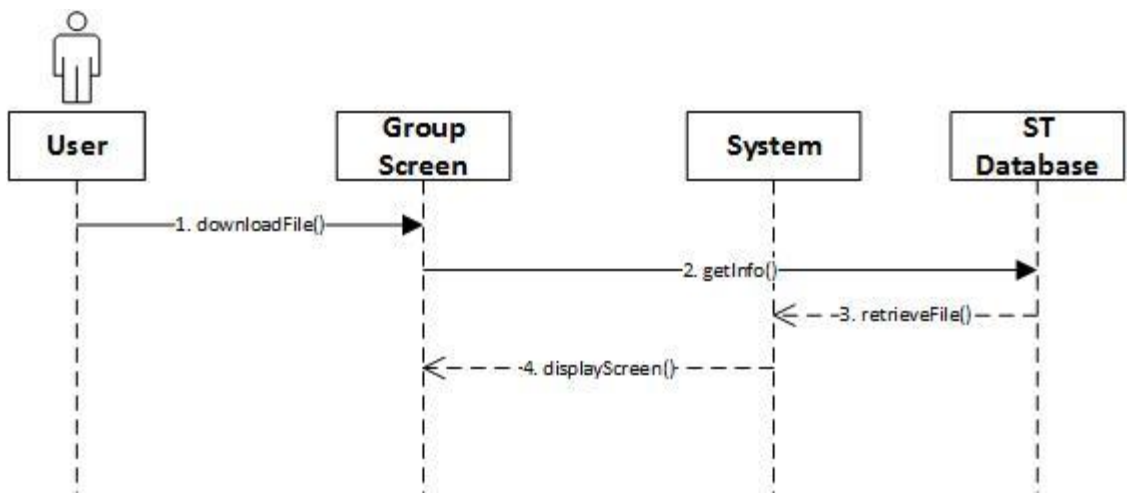 User
Group
Screen
System
ST
Database
1. downloadFile()
2. getInfo()
3. retrieveFile()
4. displayScreen()